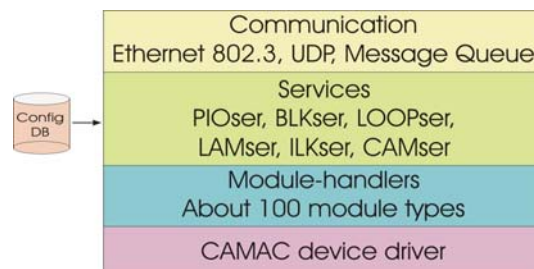 Communication
Ethernet 802.3, UDP, Message Queue
Services
PIOser, BLKser, LOOPser,
LAMser, ILKser, CAMser
Module-handlers
About 100 module types
CAMAC device driver
Config
DB